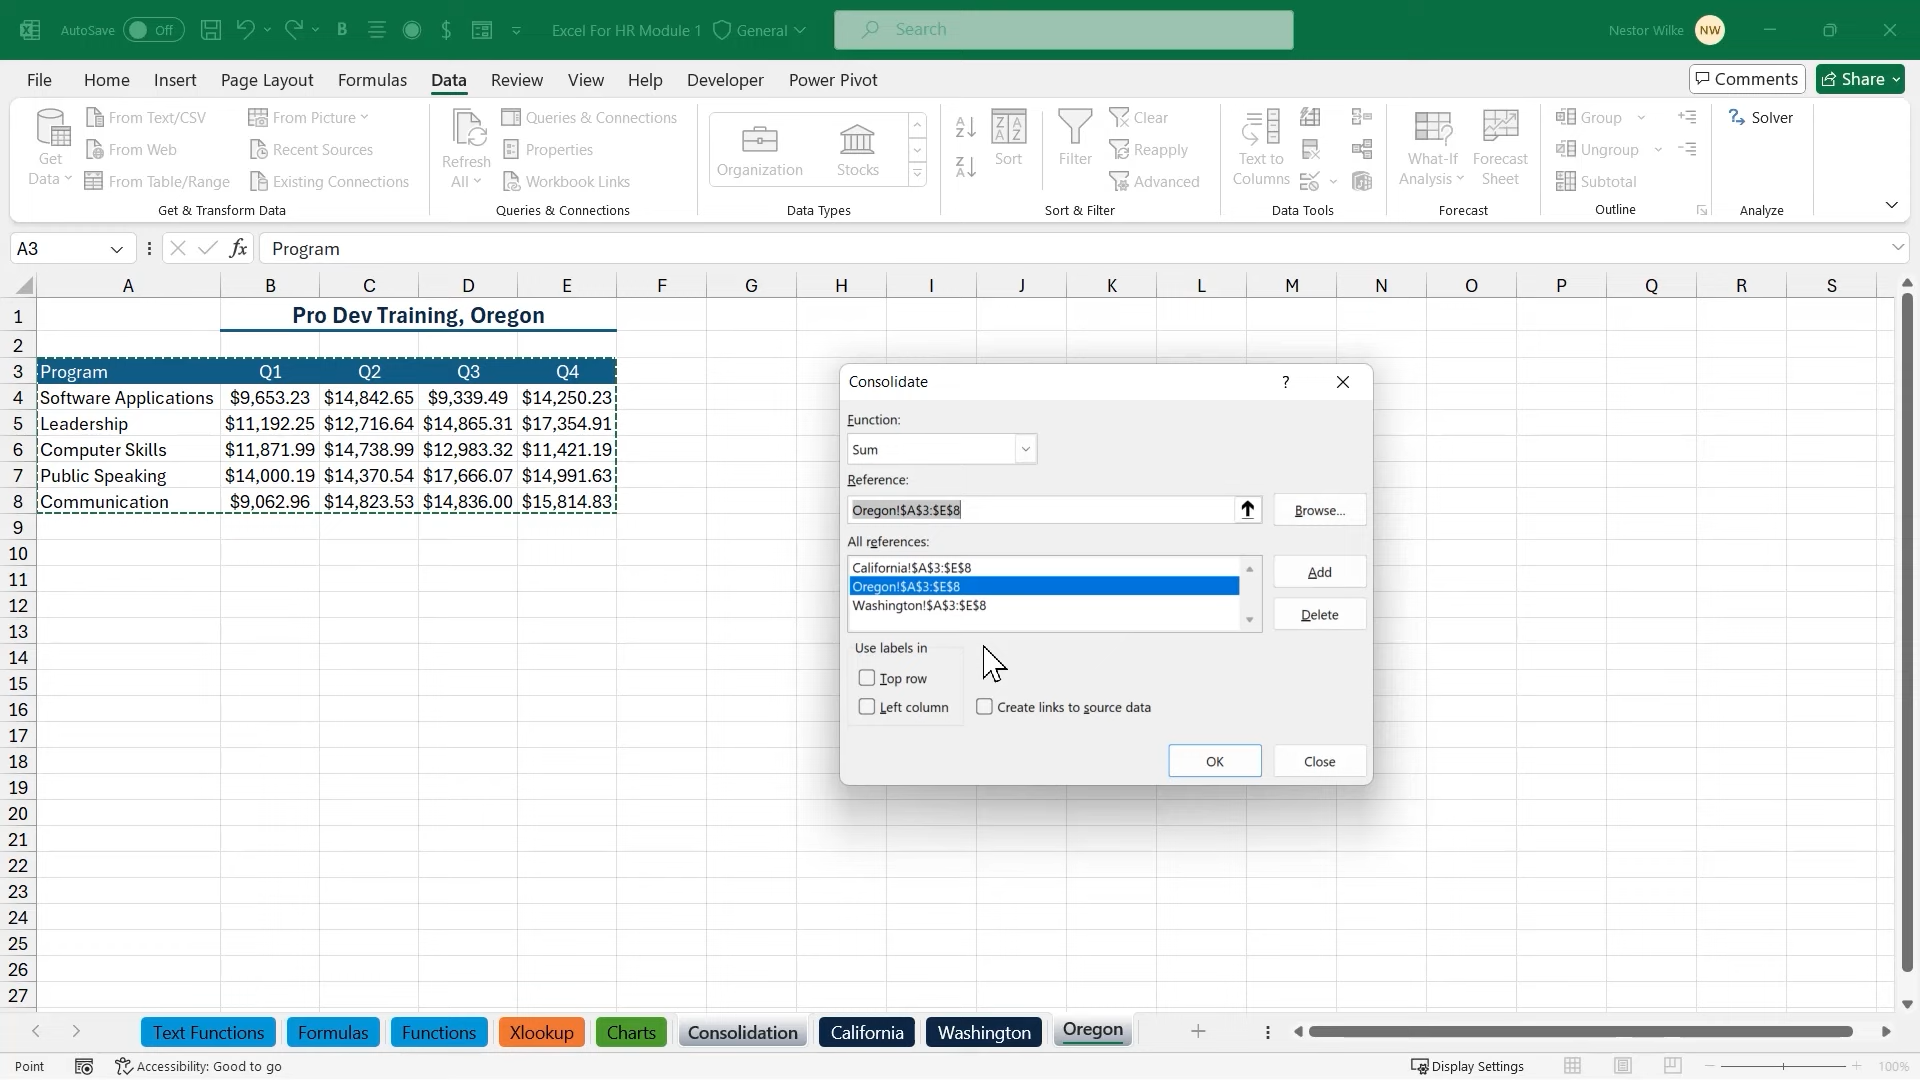 AutoSave Off B $ Excel For HR Module 1 General Search Nestor Wilke NW
File Home Insert Page Layout Formulas Data Review View Help Developer Power Pivot Comments Share
Get Data
From Text/CSV
From Web
From Table/Range
From Picture
Recent Sources
Existing Connections
Get & Transform Data
Refresh All
Queries & Connections
Properties
Workbook Links
Queries & Connections
Organization Stocks
Data Types
Sort
Filter
Clear
Reapply
Advanced
Sort & Filter
Text to Columns
Data Tools
What-If Analysis
Forecast Sheet
Forecast
Group
Ungroup
Subtotal
Outline
Solver
Analyze
A3 fx Program
A B C D E F G H I J K L M N O P Q R S
1 Pro Dev Training, Oregon
2
3 Program Q1 Q2 Q3 Q4
4 Software Applications $9,653.23 $14,842.65 $9,339.49 $14,250.23
5 Leadership $11,192.25 $12,716.64 $14,865.31 $17,354.91
6 Computer Skills $11,871.99 $14,738.99 $12,983.32 $11,421.19
7 Public Speaking $14,000.19 $14,370.54 $17,666.07 $14,991.63
8 Communication $9,062.96 $14,823.53 $14,836.00 $15,814.83
9
10
11
12
13
14
15
16
17
18
19
20
21
22
23
24
25
26
27
Consolidate ?
Function:
Sum
Reference:
Oregon!$A$3:$E$8 Browse...
All references:
California!$A$3:$E$8
Oregon!$A$3:$E$8
Washington!$A$3:$E$8
Add
Delete
Use labels in
Top row
Left column Create links to source data
OK Close
Text Functions Formulas Functions Xlookup Charts Consolidation California Washington Oregon
Point Accessibility: Good to go Display Settings 100%